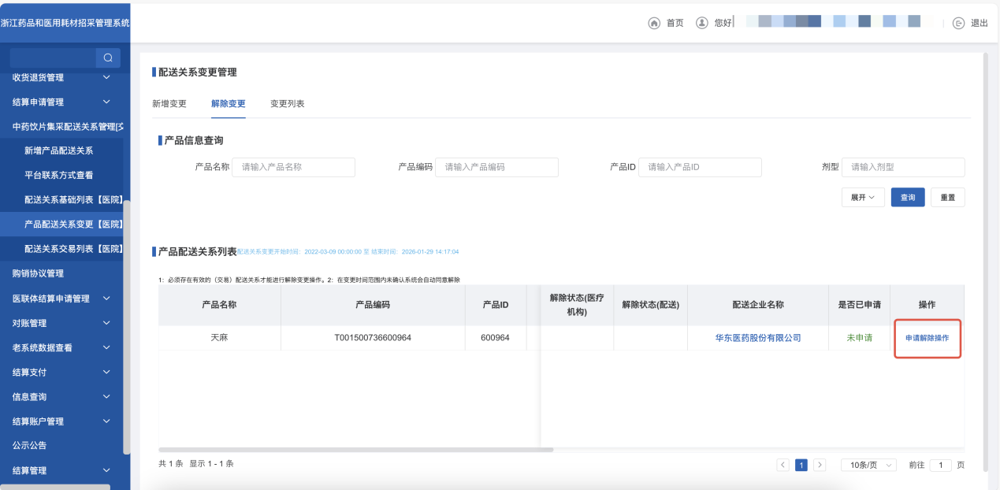 浙江药品和医用耗材招采管理系统
首页 您好 退出
收货退货管理
结算申请管理
中药饮片集采配送关系管理[交
新增产品配送关系
平台联系方式查看
配送关系基础列表【医院】
产品配送关系变更【医院】
配送关系交易列表【医院】
购销协议管理
医联体结算申请管理
对账管理
老系统数据查看
结算支付
信息查询
结算账户管理
公示公告
结算管理
配送关系变更管理
新增变更 解除变更 变更列表
产品信息查询
产品名称 请输入产品名称 产品编码 请输入产品编码 产品ID 请输入产品ID 剂型 请输入剂型
展开 查询 重置
产品配送关系列表配送关系变更开始时间：2022-03-09 00:00:00 至 结束时间：2026-01-29 14:17:04
1：必须存在有效的（交易）配送关系才能进行解除变更操作。2：在变更时间范围内未确认系统会自动同意解除
产品名称 产品编码 产品ID 解除状态(医疗机构) 解除状态(配送) 配送企业名称 是否已申请 操作
天麻 T001500736600964 600964 华东医药股份有限公司 未申请 申请解除操作
共 1 条 显示 1 - 1 条 1 10条/页 前往 1 页